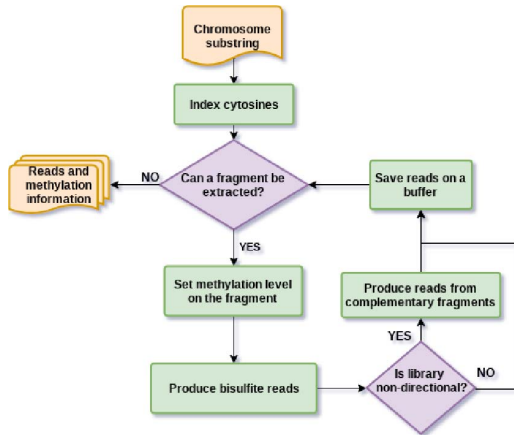 Chromosome
substring
Index cytosines
Can a fragment be
extracted?
NO
Reads and
methylation
information
Save reads on a
buffer
YES
Set methylation level
on the fragment
Produce reads from
complementary fragments
YES
Produce bisulfite reads
Is library
non-directional?
NO